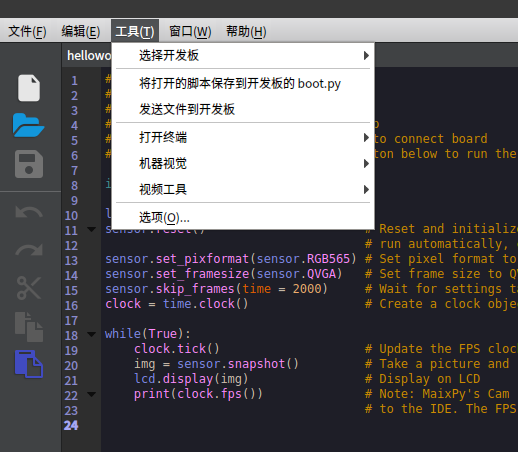 文件(F) 编辑(E) 工具(T) 窗口(W) 帮助(H)
hellowo
选择开发板
将打开的脚本保存到开发板的 boot.py
发送文件到开发板
打开终端
机器视觉
视频工具
选项(O)...
1 #
2 #
3 #
4 #
5 # to connect board
6 # ton below to run the
7
8 i
9
10 l
11 sensor.reset() # Reset and initialize
12 # run automatically,
13 sensor.set_pixformat(sensor.RGB565) # Set pixel format to
14 sensor.set_framesize(sensor.QVGA) # Set frame size to QV
15 sensor.skip_frames(time = 2000) # Wait for settings t
16 clock = time.clock() # Create a clock obje
17
18 while(True):
19 clock.tick() # Update the FPS cloc
20 img = sensor.snapshot() # Take a picture and
21 lcd.display(img) # Display on LCD
22 print(clock.fps()) # Note: MaixPy's Cam
23 # to the IDE. The FPS
24